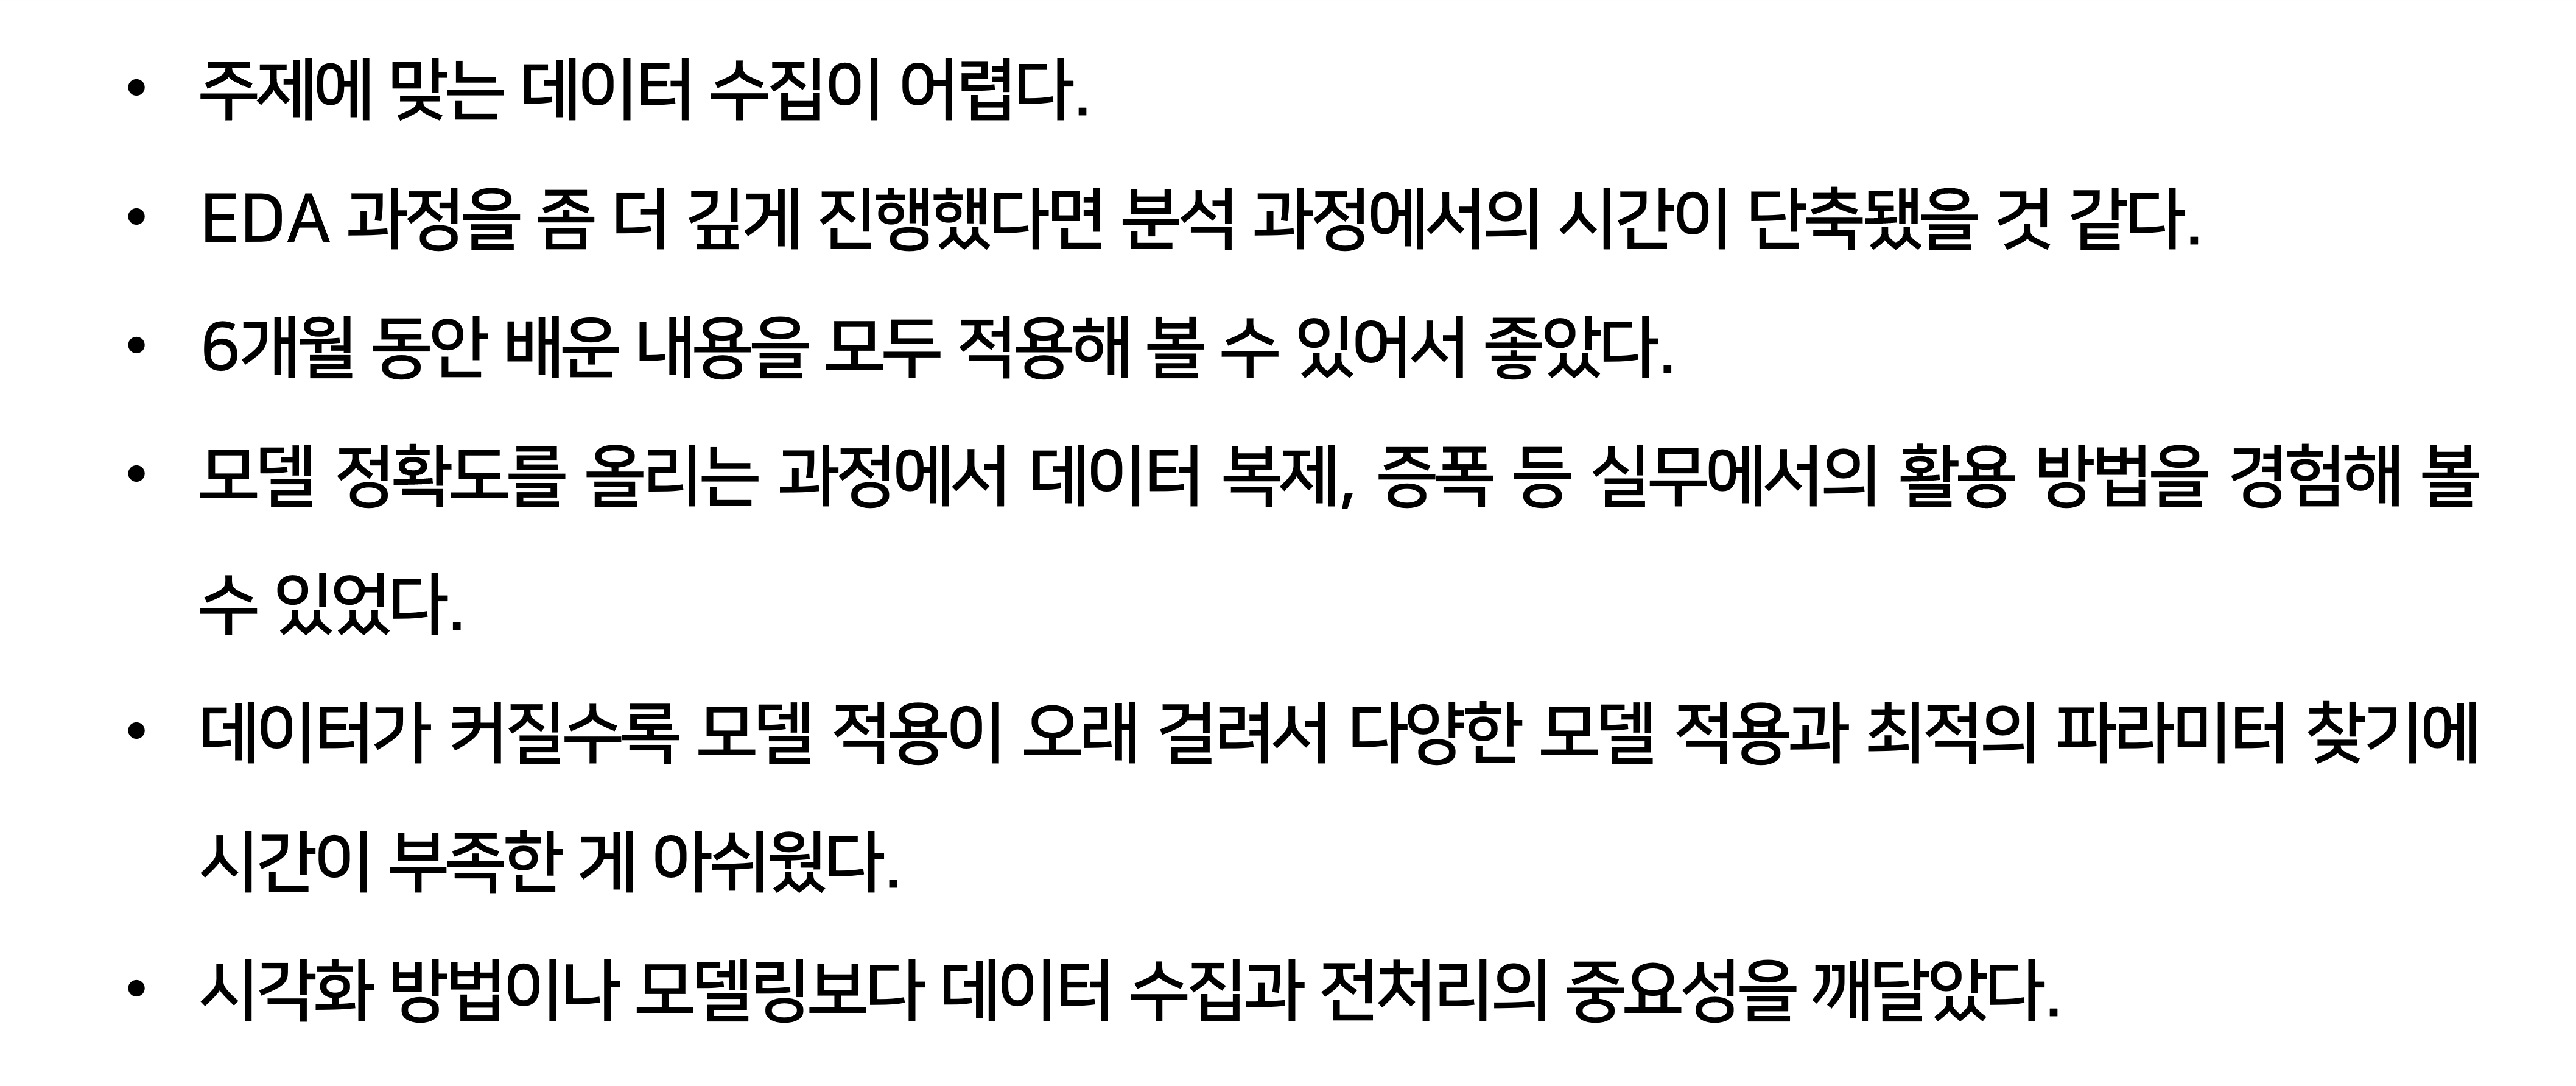 • 주제에 맞는 데이터 수집이 어렵다.
• EDA 과정을 좀 더 깊게 진행했다면 분석 과정에서의 시간이 단축됐을 것 같다.
• 6개월 동안 배운 내용을 모두 적용해 볼 수 있어서 좋았다.
• 모델 정확도를 올리는 과정에서 데이터 복제, 증폭 등 실무에서의 활용 방법을 경험해 볼
수 있었다.
• 데이터가 커질수록 모델 적용이 오래 걸려서 다양한 모델 적용과 최적의 파라미터 찾기에
시간이 부족한 게 아쉬웠다.
• 시각화 방법이나 모델링보다 데이터 수집과 전처리의 중요성을 깨달았다.